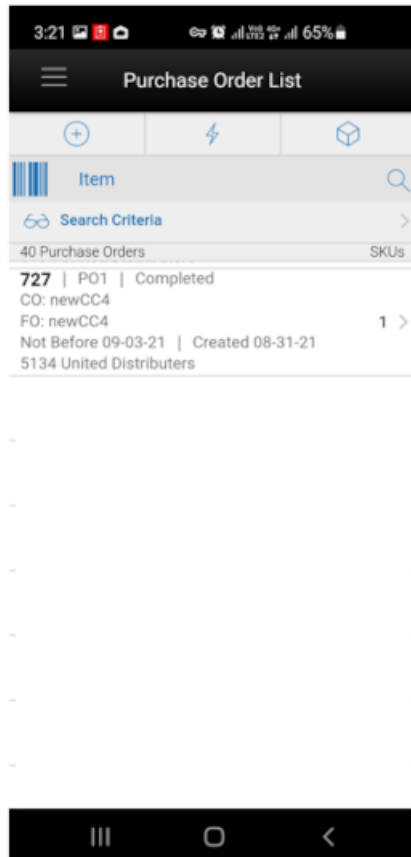 3:21 65%
Purchase Order List
Item
Search Criteria
40 Purchase Orders SKUs
727 | PO1 | Completed
CO: newCC4
FO: newCC4
1
Not Before 09-03-21 | Created 08-31-21
5134 United Distributers